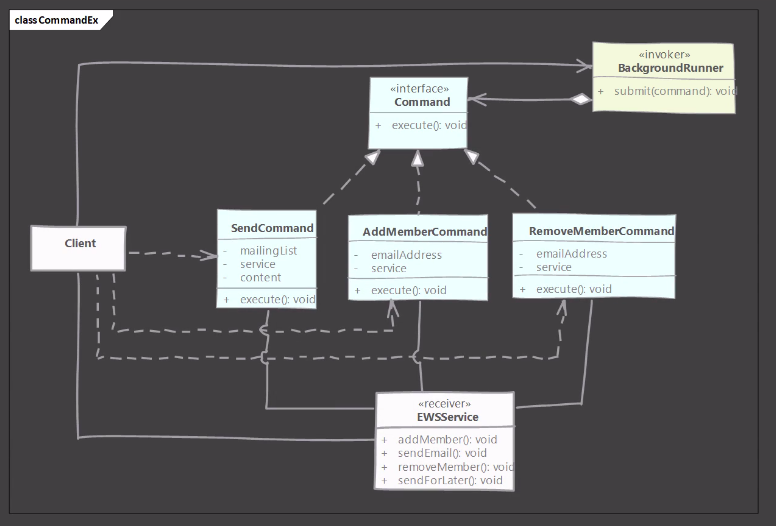 class CommandEx
«invoker»
BackgroundRunner
+ submit(command): void
«interface»
Command
+ execute(): void
SendCommand
- mailingList
- service
- content
+ execute(): void
AddMemberCommand
- emailAddress
- service
+ execute(): void
RemoveMemberCommand
- emailAddress
- service
+ execute(): void
Client
«receiver»
EWSService
+ addMember(): void
+ sendEmail(): void
+ removeMember(): void
+ sendForLater(): void